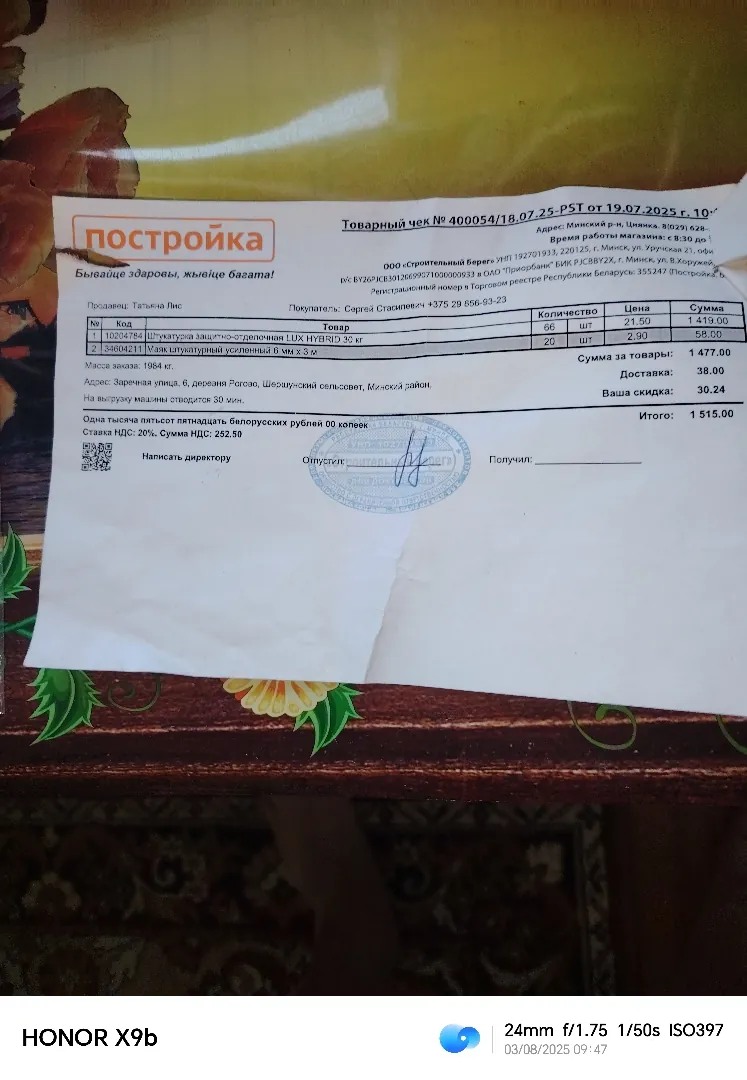 постройка
Бывайце здаровы, жывіце багата!
Товарный чек № 400054/18.07.25-PST от 19.07.2025 г. 10:
Адрес: Минский р-н, Цнянка, 8(029) 628-
Время работы магазина: с 8:30 до
ООО «Строительный Берег» УНП 192701933, 220125, г. Минск, ул. Уручская 21, офи
р/с BY26PJCB30120699071000000933 в ОАО "Приорбанк" БИК PJCBBY2X, г. Минск, ул. В.Хоружей,
Регистрационный номер в Торговом реестре Республики Беларусь: 355247 (Постройка,
Продавец: Татьяна Лис
Покупатель: Сергей Стасилевич +375 29 856-93-23
№ Код Товар Количество Цена Сумма
1 10204784 Штукатурка защитно-отделочная LUX HYBRID 30 кг 66 шт 21.50 1 419.00
2 34604211 Маяк штукатурный усиленный 6 мм x 3 м 20 шт 2.90 58.00
Масса заказа: 1984 кг.
Сумма за товары: 1 477.00
Доставка: 38.00
Адрес: Заречная улица, 6, деревня Рогово, Шершунский сельсовет, Минский район,
Ваша скидка: 30.24
На выгрузку машины отводится 30 мин.
Итого: 1 515.00
Одна тысяча пятьсот пятнадцать белорусских рублей 00 копеек
Ставка НДС: 20%. Сумма НДС: 252.50
Написать директору
Отпустил:
Получил:
HONOR X9b
24mm f/1.75 1/50s ISO397
03/08/2025 09:47